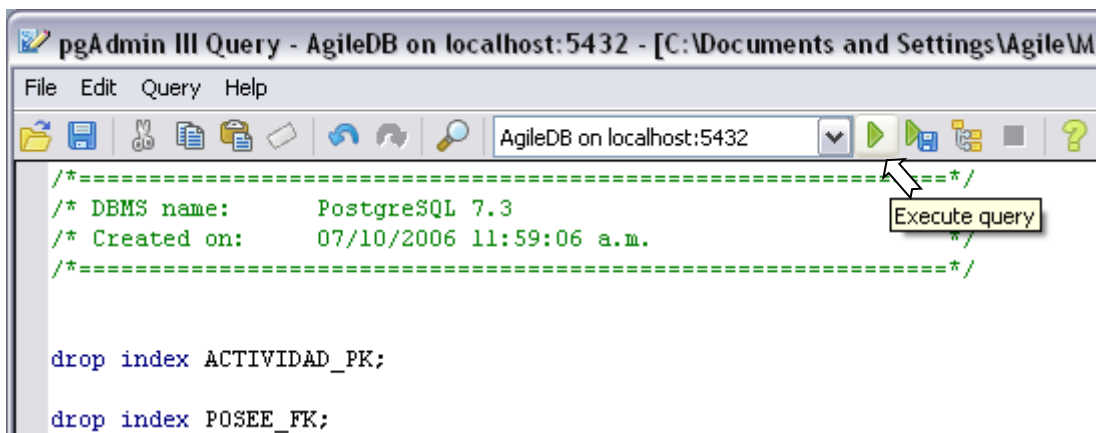 pgAdmin III Query - AgileDB on localhost:5432 - [C:\Documents and Settings\Agile\M
File Edit Query Help
AgileDB on localhost:5432
/*==============================================================*/
/* DBMS name:      PostgreSQL 7.3                               */
/* Created on:     07/10/2006 11:59:06 a.m.                     */
/*==============================================================*/
Execute query
drop index ACTIVIDAD_PK;
drop index POSEE_FK;